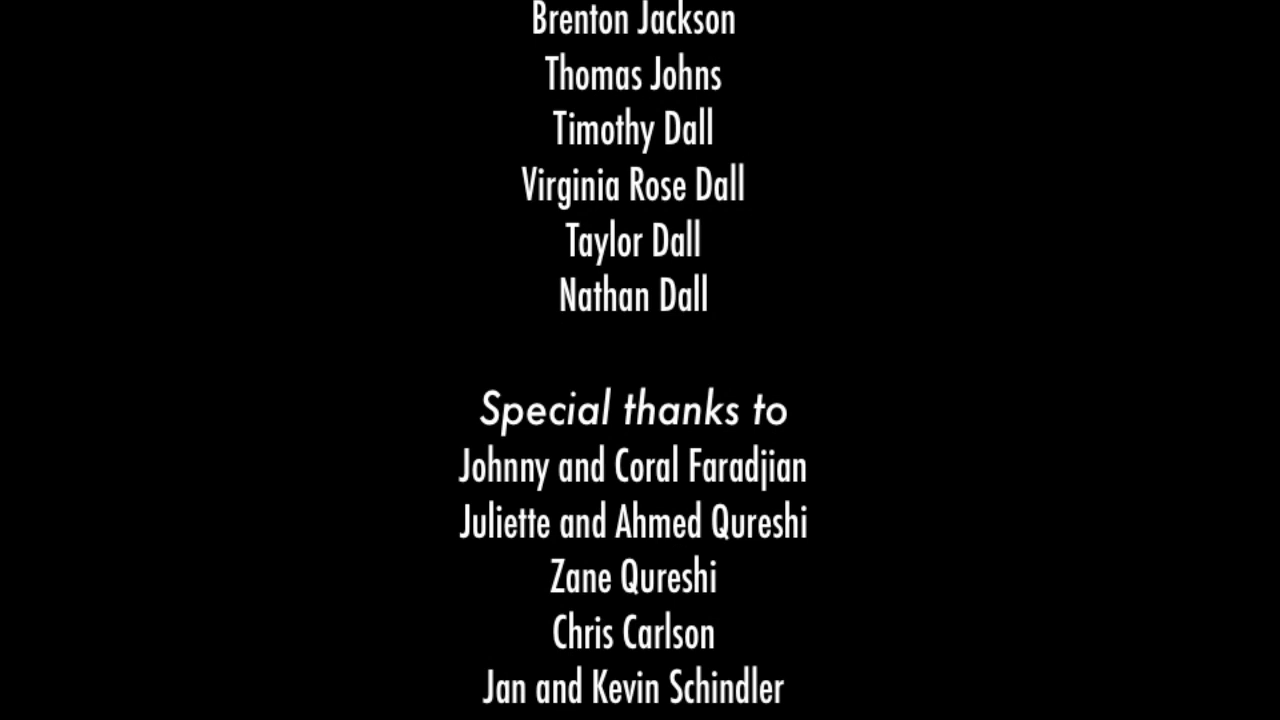 Brenton Jackson
Thomas Johns
Timothy Dall
Virginia Rose Dall
Taylor Dall
Nathan Dall
Special thanks to
Johnny and Coral Faradjian
Juliette and Ahmed Qureshi
Zane Qureshi
Chris Carlson
Jan and Kevin Schindler